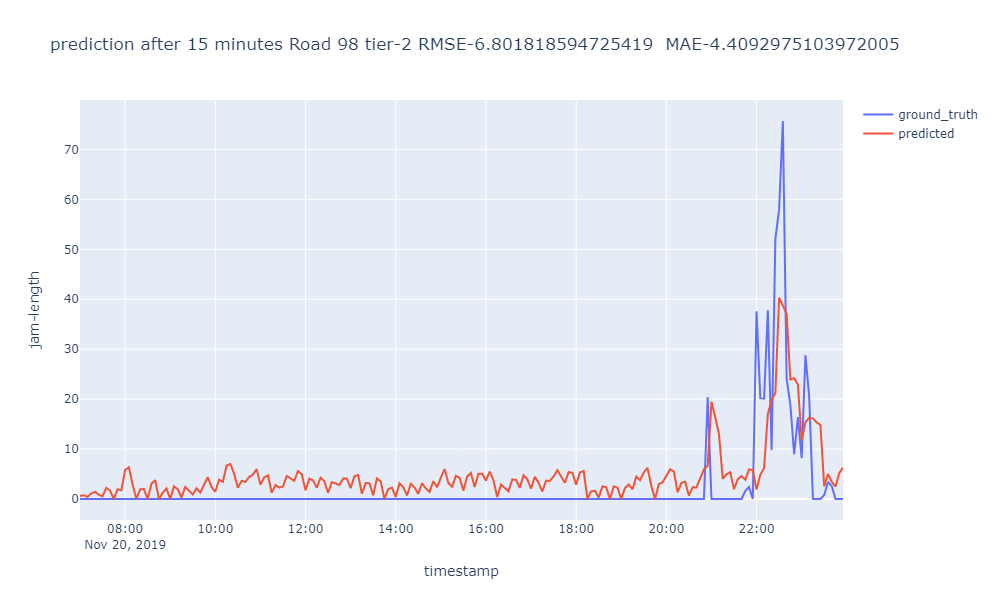 prediction after 15 minutes Road 98 tier-2 RMSE-6.801818594725419  MAE-4.4092975103972005
ground_truth
predicted
70
60
50
40
30
20
10
0
jam-length
08:00 10:00 12:00 14:00 16:00 18:00 20:00 22:00
Nov 20, 2019
timestamp